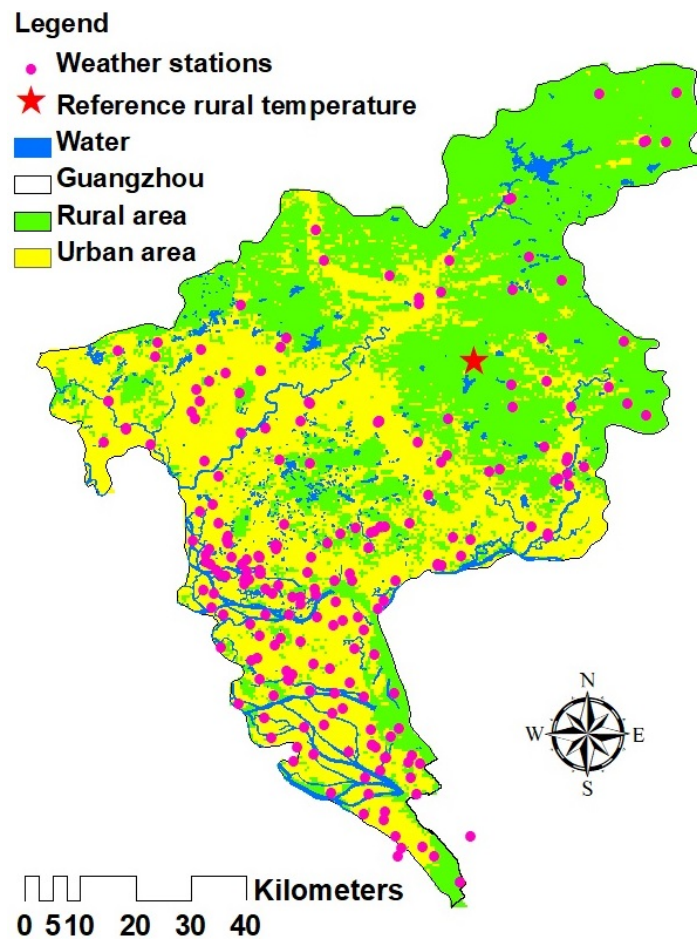 Legend
Weather stations
Reference rural temperature
Water
Guangzhou
Rural area
Urban area
N
W E
S
Kilometers
0 5 10 20 30 40